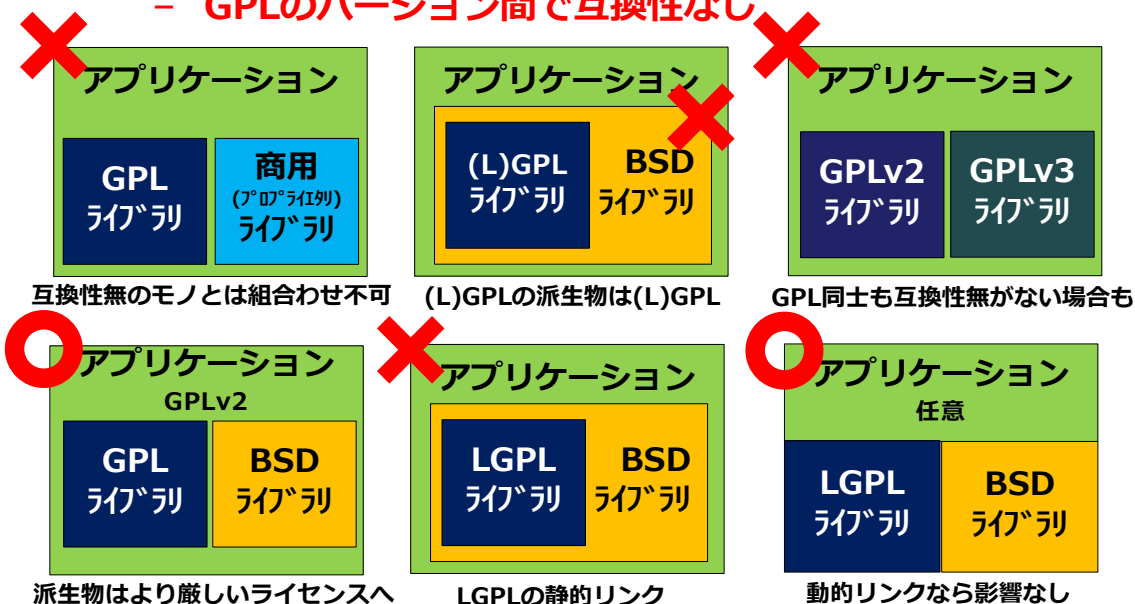 – GPLのバージョン間で互換性なし
アプリケーション
GPL
ﾗｲﾌﾞﾗﾘ
商用
(ﾌﾟﾛﾌﾟﾗｲｴﾀﾘ)
ﾗｲﾌﾞﾗﾘ
互換性無のモノとは組合わせ不可
アプリケーション
(L)GPL
ﾗｲﾌﾞﾗﾘ
BSD
ﾗｲﾌﾞﾗﾘ
(L)GPLの派生物は(L)GPL
アプリケーション
GPLv2
ﾗｲﾌﾞﾗﾘ
GPLv3
ﾗｲﾌﾞﾗﾘ
GPL同士も互換性無がない場合も
アプリケーション
GPLv2
GPL
ﾗｲﾌﾞﾗﾘ
BSD
ﾗｲﾌﾞﾗﾘ
派生物はより厳しいライセンスへ
アプリケーション
LGPL
ﾗｲﾌﾞﾗﾘ
BSD
ﾗｲﾌﾞﾗﾘ
LGPLの静的リンク
アプリケーション
任意
LGPL
ﾗｲﾌﾞﾗﾘ
BSD
ﾗｲﾌﾞﾗﾘ
動的リンクなら影響なし